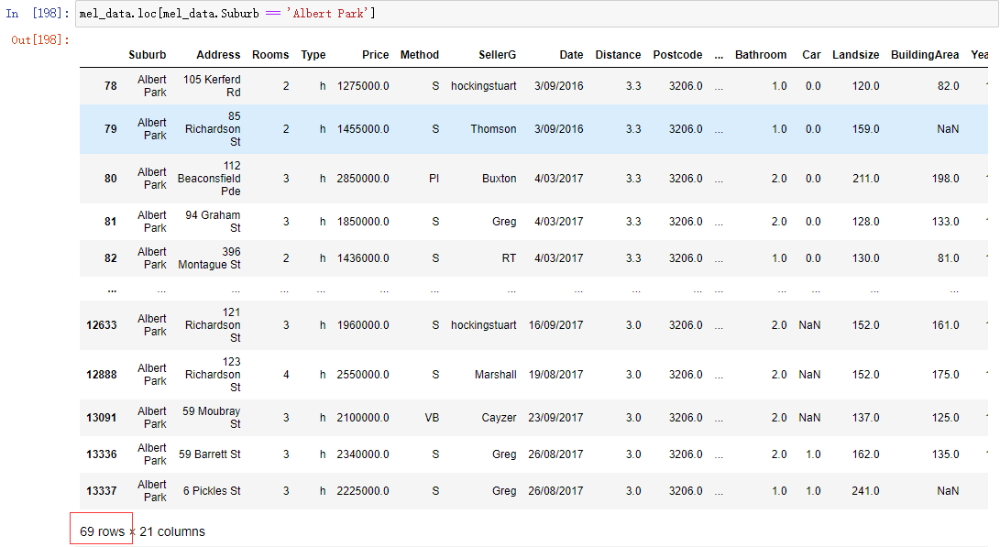 In [198]: mel_data.loc[mel_data.Suburb == 'Albert Park']
Out[198]:
Suburb Address Rooms Type Price Method SellerG Date Distance Postcode ... Bathroom Car Landsize BuildingArea Yea
78 Albert Park 105 Kerferd Rd 2 h 1275000.0 S hockingstuart 3/09/2016 3.3 3206.0 ... 1.0 0.0 120.0 82.0
79 Albert Park 85 Richardson St 2 h 1455000.0 S Thomson 3/09/2016 3.3 3206.0 ... 1.0 0.0 159.0 NaN
80 Albert Park 112 Beaconsfield Pde 3 h 2850000.0 PI Buxton 4/03/2017 3.3 3206.0 ... 2.0 0.0 211.0 198.0
81 Albert Park 94 Graham St 3 h 1850000.0 S Greg 4/03/2017 3.3 3206.0 ... 2.0 0.0 128.0 133.0
82 Albert Park 396 Montague St 2 h 1436000.0 S RT 4/03/2017 3.3 3206.0 ... 1.0 0.0 130.0 81.0
... ... ... ... ... ... ... ... ... ... ... ... ... ... ... ...
12633 Albert Park 121 Richardson St 3 h 1960000.0 S hockingstuart 16/09/2017 3.0 3206.0 ... 2.0 NaN 152.0 161.0
12888 Albert Park 123 Richardson St 4 h 2550000.0 S Marshall 19/08/2017 3.0 3206.0 ... 2.0 NaN 152.0 175.0
13091 Albert Park 59 Moubray St 3 h 2100000.0 VB Cayzer 23/09/2017 3.0 3206.0 ... 2.0 NaN 137.0 125.0
13336 Albert Park 59 Barrett St 3 h 2340000.0 S Greg 26/08/2017 3.0 3206.0 ... 2.0 1.0 162.0 135.0
13337 Albert Park 6 Pickles St 3 h 2225000.0 S Greg 26/08/2017 3.0 3206.0 ... 1.0 1.0 241.0 NaN
69 rows × 21 columns